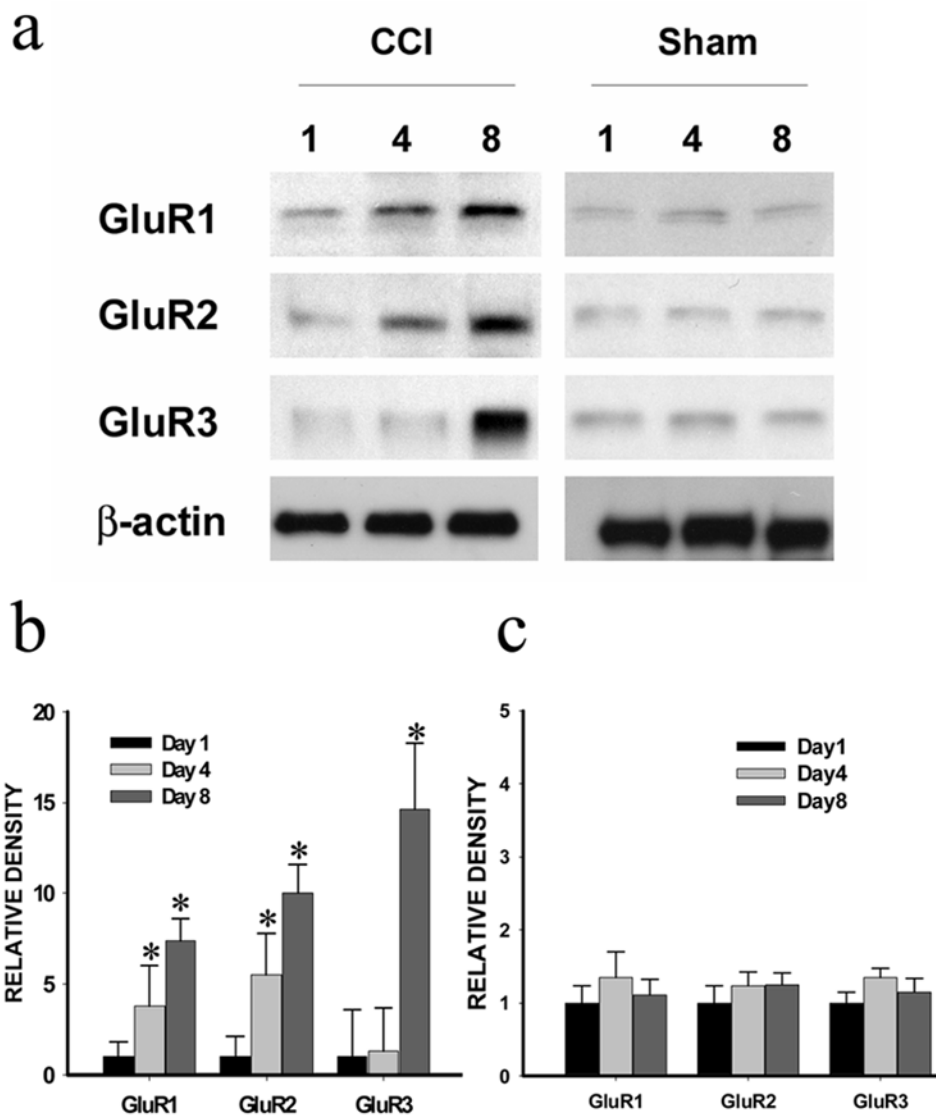 a
CCI Sham
1 4 8 1 4 8
GluR1
GluR2
GluR3
β-actin
b
RELATIVE DENSITY
20
15
10
5
0
Day 1
Day 4
Day 8
* * * * *
GluR1 GluR2 GluR3
c
RELATIVE DENSITY
5
4
3
2
1
0
Day1
Day4
Day8
GluR1 GluR2 GluR3